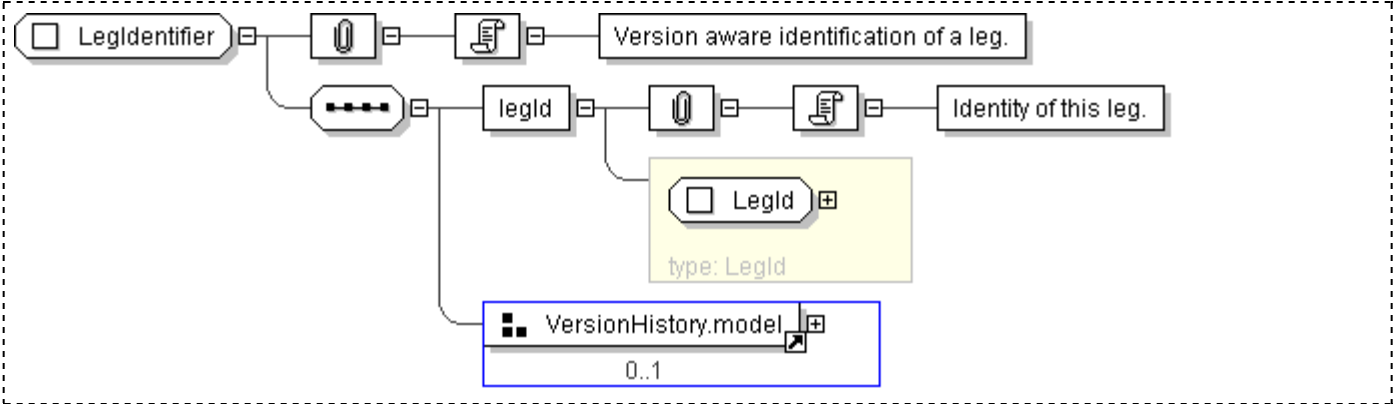 LegIdentifier
Version aware identification of a leg.
legId
Identity of this leg.
LegId
type: LegId
VersionHistory.model
0..1